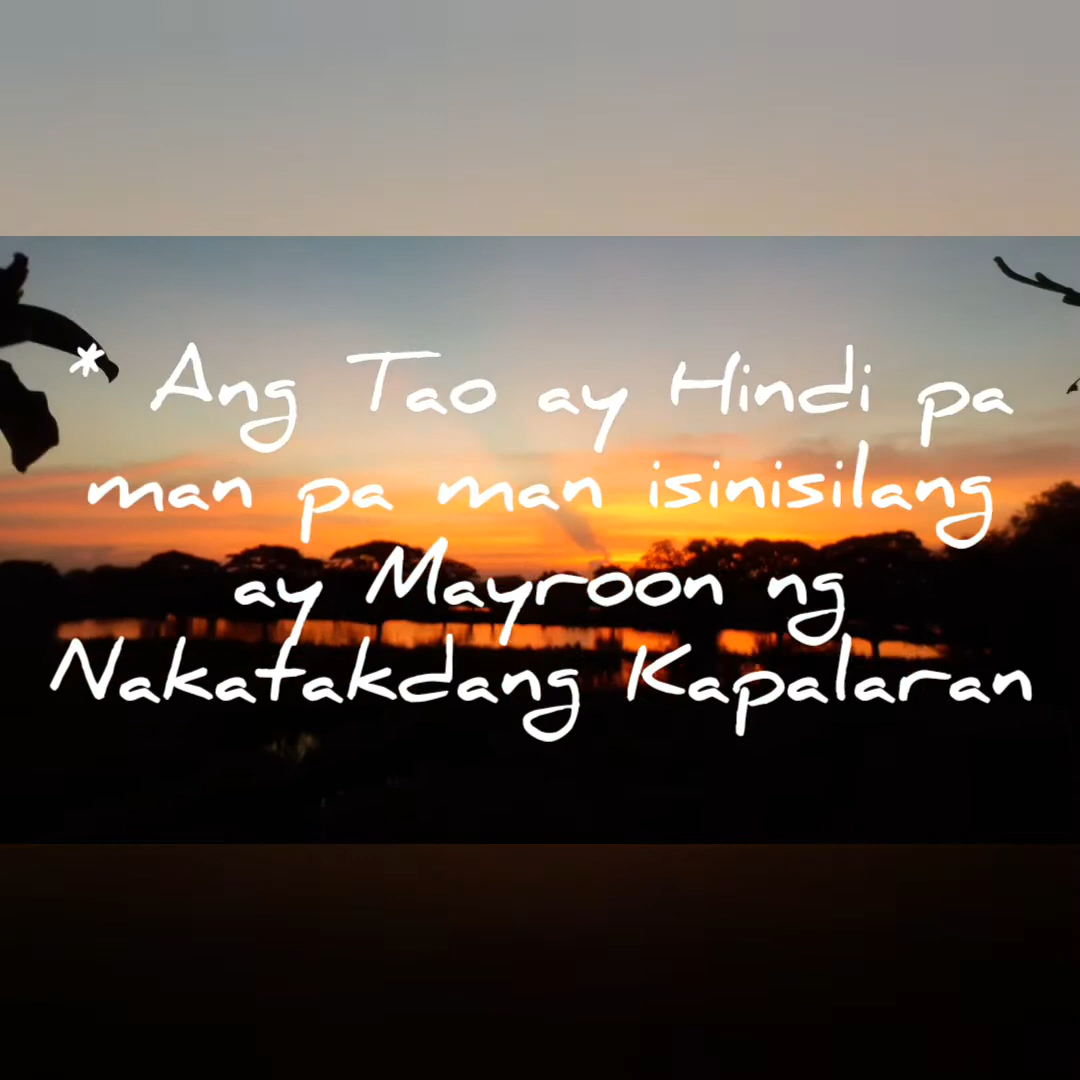 * Ang Tao ay Hindi pa
man pa man isinisilang
ay Mayroon ng
Nakatakdang Kapalaran